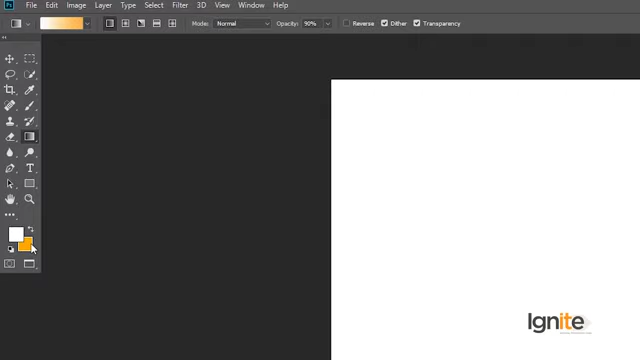 Ps File Edit Image Layer Type Select Filter 3D View Window Help
Mode: Normal Opacity: 90% Reverse Dither Transparency
T
Ignite